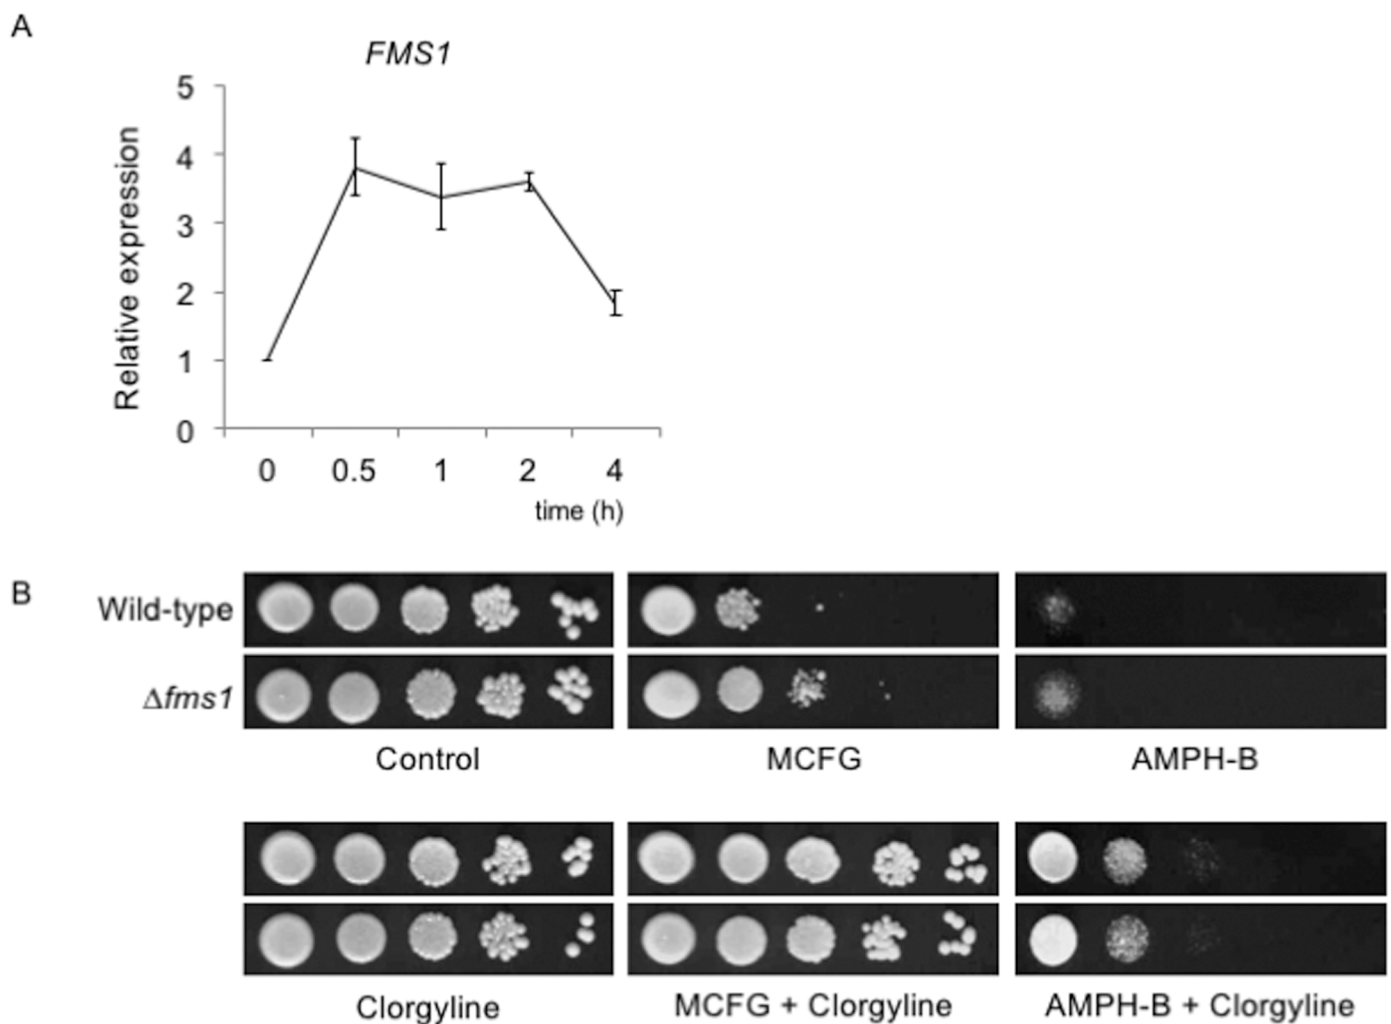 A
FMS1
5
4
3
2
1
0
Relative expression
0 0.5 1 2 4
time (h)
B
Wild-type
Δfms1
Control MCFG AMPH-B
Clorgyline MCFG + Clorgyline AMPH-B + Clorgyline